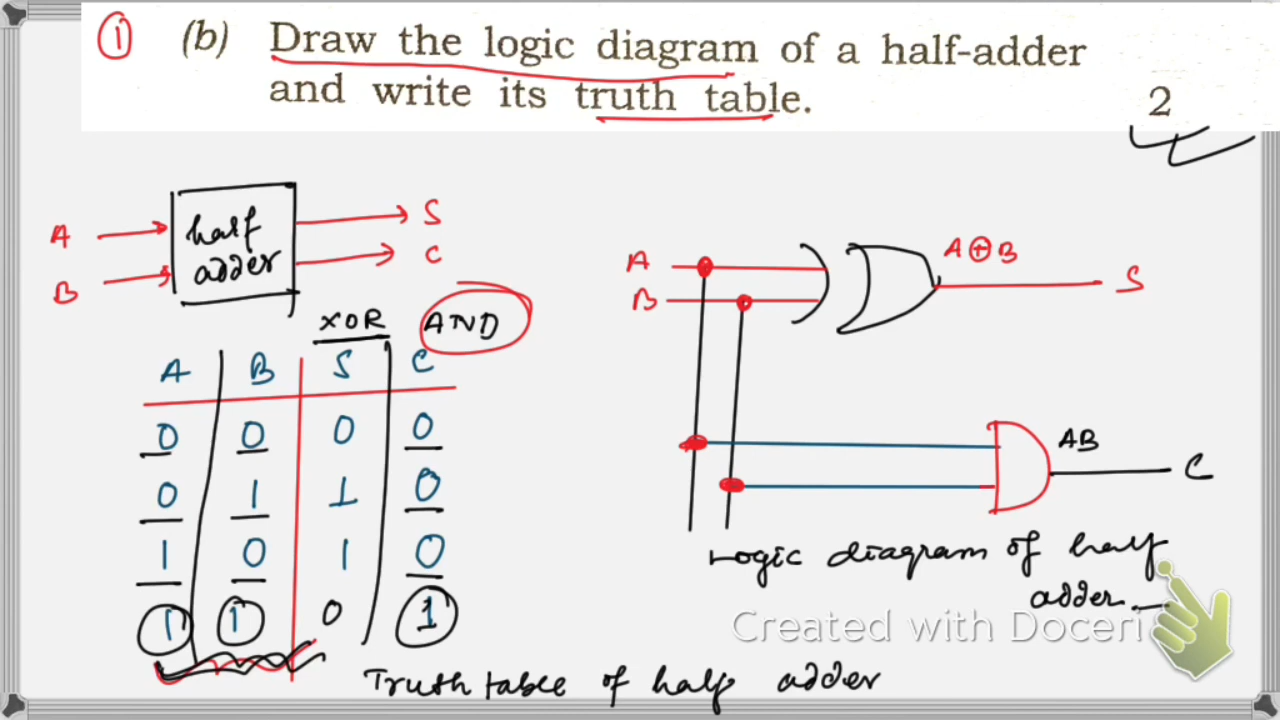 ① (b) Draw the logic diagram of a half-adder
and write its truth table.
2
A
B
half
adder
S
C
XOR AND
A B S C
0 0 0 0
0 1 1 0
1 0 1 0
1 1 0 1
Truth table of half adder
A
B
A⊕B
S
AB
C
Logic diagram of half
adder
Created with Doceri